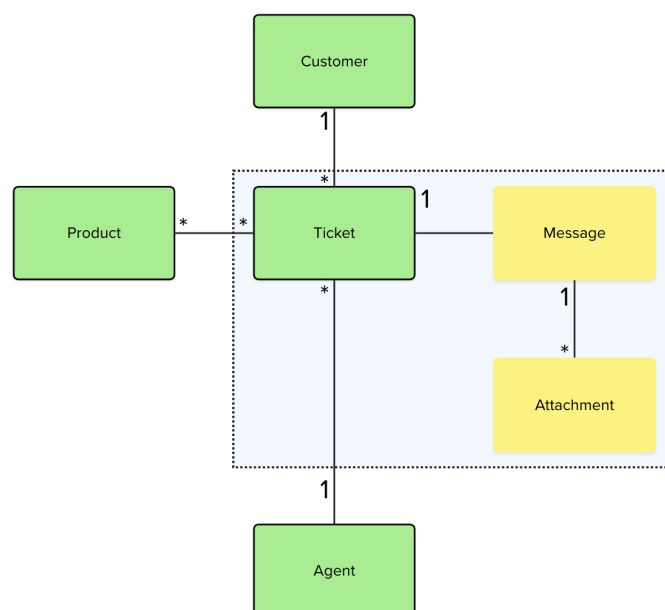 Customer
1
*
Product
*
*
Ticket
1
Message
*
1
*
Attachment
1
Agent